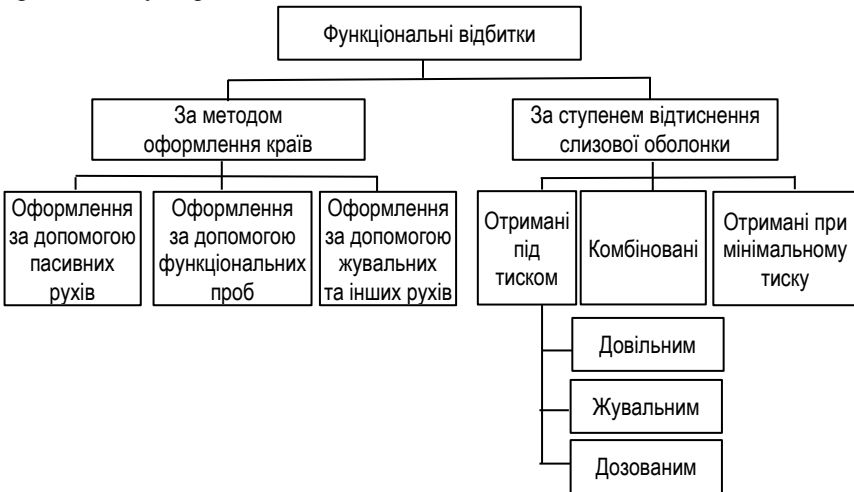 Функціональні відбитки
За методом
оформлення країв
За ступенем відтиснення
слизової оболонки
Оформлення
за допомогою
пасивних
рухів
Оформлення
за допомогою
функціональних
проб
Оформлення
за допомогою
жувальних
та інших рухів
Отримані
під
тиском
Комбіновані
Отримані при
мінімальному
тиску
Довільним
Жувальним
Дозованим